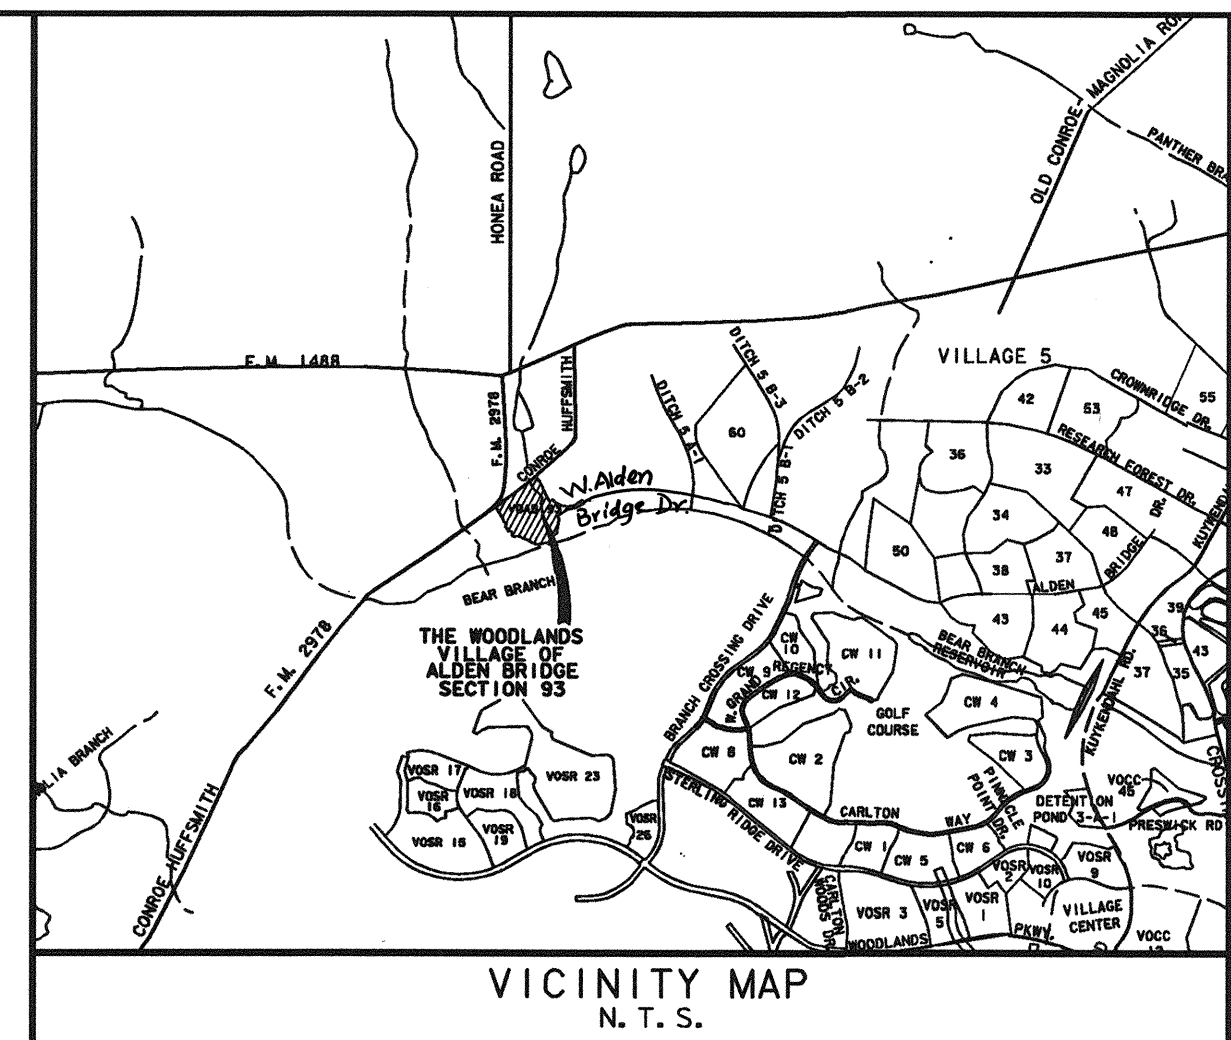 MAGNOLIA RO
OLD CONROE-
PANTHER BRA
HONEA ROAD
F.M. 1488
HUFFSMITH
F.M. 2978
CONROE
DITCH 5 B-3
DITCH 5 B-2
DITCH 5 A-1
DITCH 5 B-1
60
VILLAGE 5
42
53
CROWNRIDGE DR.
55
RESEARCH FOREST DR.
36
33
47
DR.
KUYKENDA
W. Alden
Bridge Dr.
34
48
50
38
37
BRIDGE
ALDEN
BEAR BRANCH
43
44
45
39
36
43
37
35
THE WOODLANDS
VILLAGE OF
ALDEN BRIDGE
SECTION 93
F.M. 2978
BRANCH CROSSING DRIVE
CW
10
CW 11
BEAR BRANCH
RESERVOIR
KUYKENDAHL RD.
CW 9
REGENCY
CIR.
W. GRAND
CW 12
CW 4
GOLF
COURSE
LIA BRANCH
CW 8
CW 2
CW 3
CROSS
VOSR 17
VOSR 23
VOSR
16
VOSR 18
STERLING RIDGE DRIVE
CW 13
PINNACLE
POINT DR.
VOCC
45
DETENTION
POND 3-A-1
PRESWICK RD
CARLTON
WAY
VOSR
26
VOSR 15
VOSR
19
CW 1
CW 5
CW 6
VOSR
2
VOSR
10
VOSR
9
CONROE HUFFSMITH
CARLTON
WOODS DR.
VOSR 3
VOSR
5
VOSR
1
VILLAGE
CENTER
WOODLANDS
PKWY.
VOCC
VICINITY MAP
N. T. S.